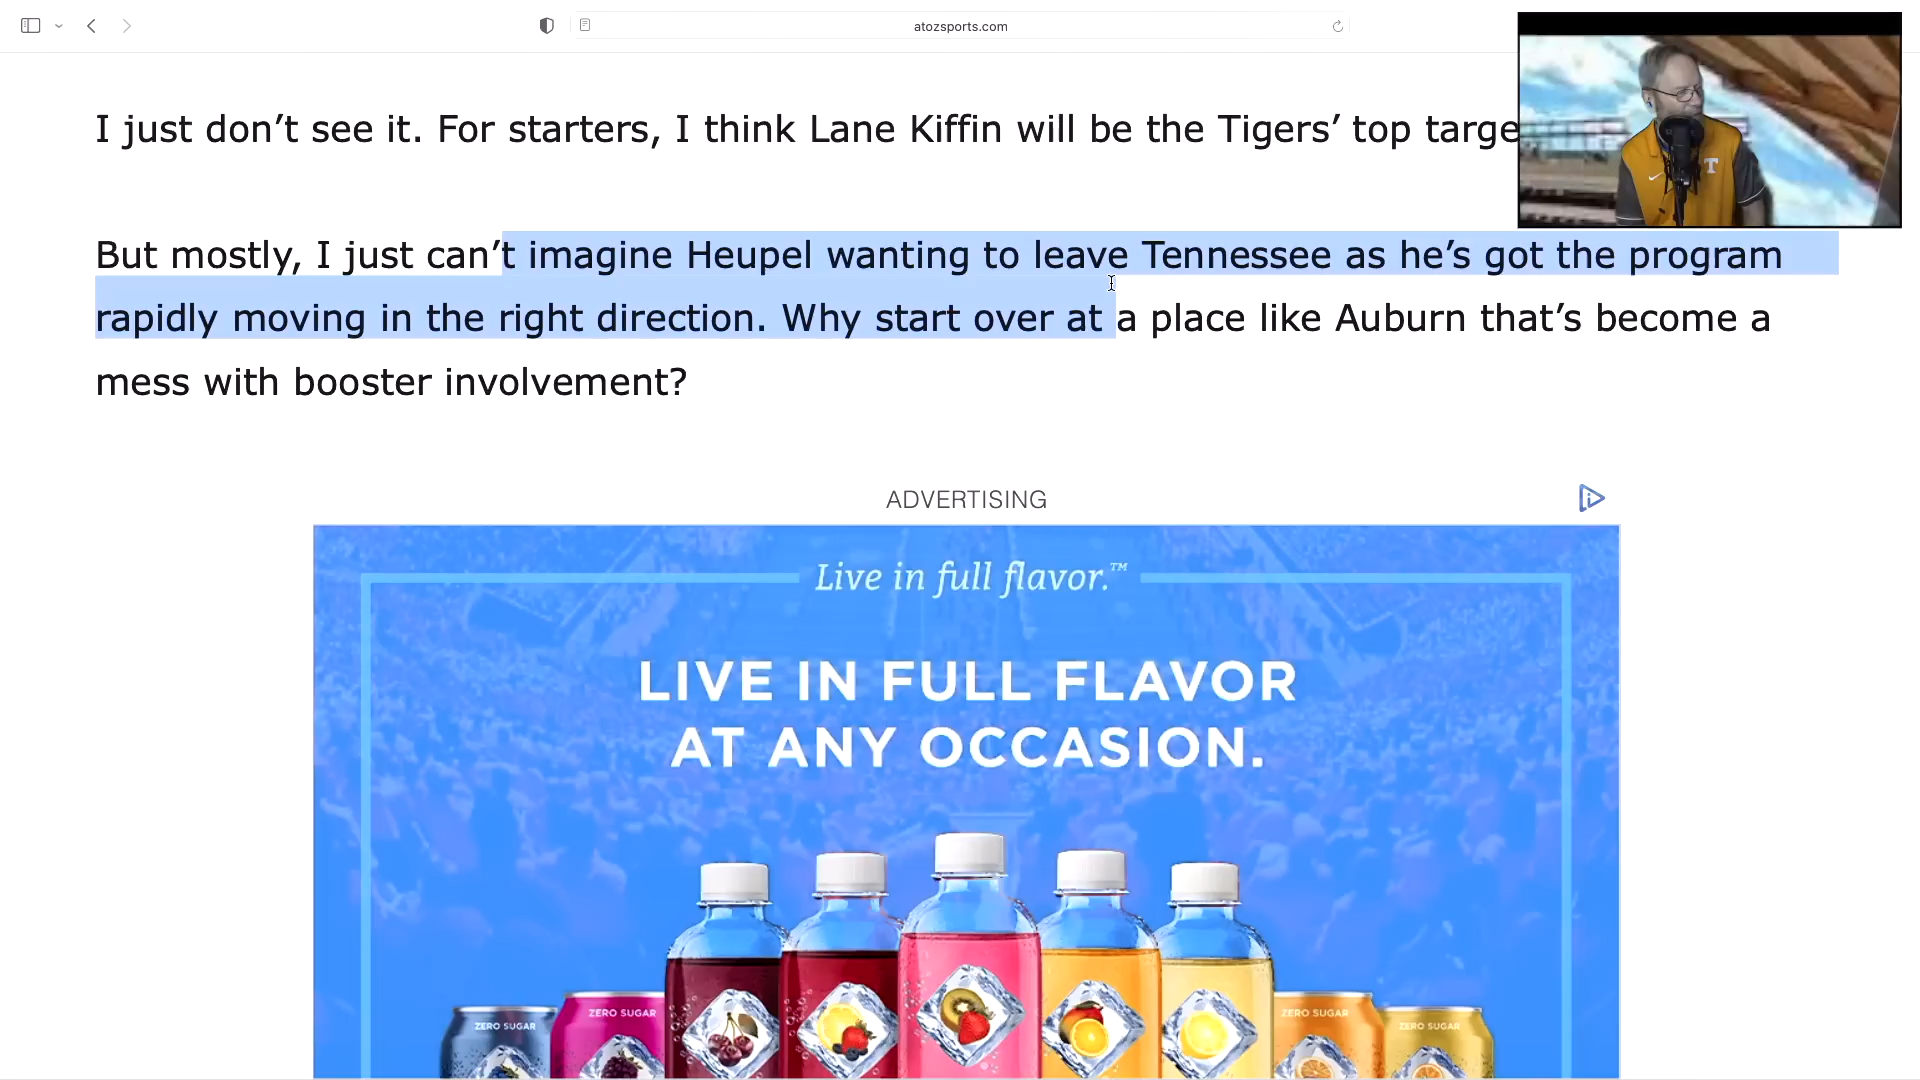 atozsports.com
I just don’t see it. For starters, I think Lane Kiffin will be the Tigers’ top targe
T
But mostly, I just can’t imagine Heupel wanting to leave Tennessee as he’s got the program
rapidly moving in the right direction. Why start over at a place like Auburn that’s become a
mess with booster involvement?
ADVERTISING
Live in full flavor.™
LIVE IN FULL FLAVOR
AT ANY OCCASION.
ZERO SUGAR
ZERO SUGAR
ZERO SUGAR
ZERO SUGAR